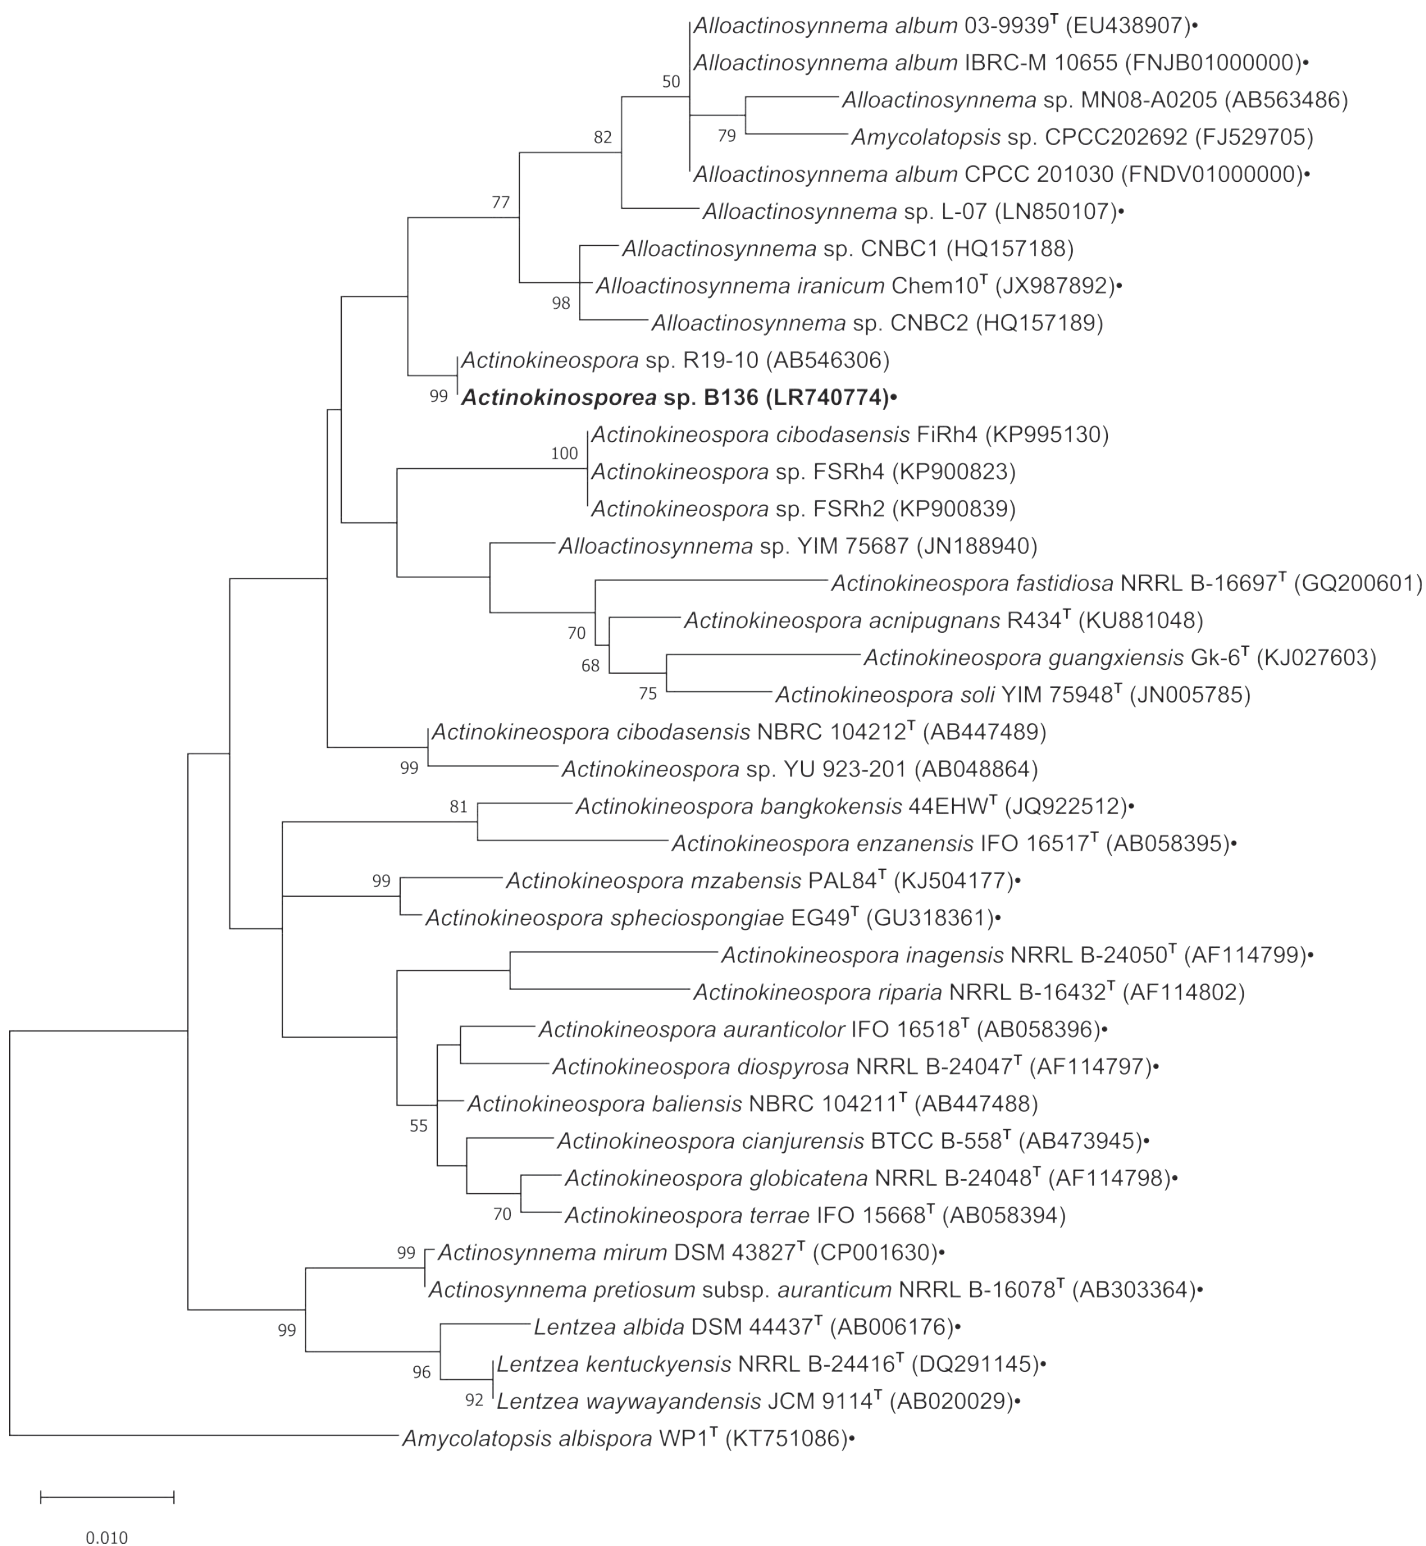 Alloactinosynnema album 03-9939ᵀ (EU438907)•
Alloactinosynnema album IBRC-M 10655 (FNJB01000000)•
50
Alloactinosynnema sp. MN08-A0205 (AB563486)
79
82
Amycolatopsis sp. CPCC202692 (FJ529705)
Alloactinosynnema album CPCC 201030 (FNDV01000000)•
77
Alloactinosynnema sp. L-07 (LN850107)•
Alloactinosynnema sp. CNBC1 (HQ157188)
Alloactinosynnema iranicum Chem10ᵀ (JX987892)•
98
Alloactinosynnema sp. CNBC2 (HQ157189)
Actinokineospora sp. R19-10 (AB546306)
99
Actinokinosporea sp. B136 (LR740774)•
Actinokineospora cibodasensis FiRh4 (KP995130)
100
Actinokineospora sp. FSRh4 (KP900823)
Actinokineospora sp. FSRh2 (KP900839)
Alloactinosynnema sp. YIM 75687 (JN188940)
Actinokineospora fastidiosa NRRL B-16697ᵀ (GQ200601)
70
Actinokineospora acnipugnans R434ᵀ (KU881048)
68
Actinokineospora guangxiensis Gk-6ᵀ (KJ027603)
75
Actinokineospora soli YIM 75948ᵀ (JN005785)
Actinokineospora cibodasensis NBRC 104212ᵀ (AB447489)
99
Actinokineospora sp. YU 923-201 (AB048864)
81
Actinokineospora bangkokensis 44EHWᵀ (JQ922512)•
Actinokineospora enzanensis IFO 16517ᵀ (AB058395)•
99
Actinokineospora mzabensis PAL84ᵀ (KJ504177)•
Actinokineospora spheciospongiae EG49ᵀ (GU318361)•
Actinokineospora inagensis NRRL B-24050ᵀ (AF114799)•
Actinokineospora riparia NRRL B-16432ᵀ (AF114802)
Actinokineospora auranticolor IFO 16518ᵀ (AB058396)•
Actinokineospora diospyrosa NRRL B-24047ᵀ (AF114797)•
Actinokineospora baliensis NBRC 104211ᵀ (AB447488)
55
Actinokineospora cianjurensis BTCC B-558ᵀ (AB473945)•
Actinokineospora globicatena NRRL B-24048ᵀ (AF114798)•
70
Actinokineospora terrae IFO 15668ᵀ (AB058394)
99
Actinosynnema mirum DSM 43827ᵀ (CP001630)•
Actinosynnema pretiosum subsp. auranticum NRRL B-16078ᵀ (AB303364)•
99
Lentzea albida DSM 44437ᵀ (AB006176)•
96
Lentzea kentuckyensis NRRL B-24416ᵀ (DQ291145)•
92
Lentzea waywayandensis JCM 9114ᵀ (AB020029)•
Amycolatopsis albispora WP1ᵀ (KT751086)•
0.010